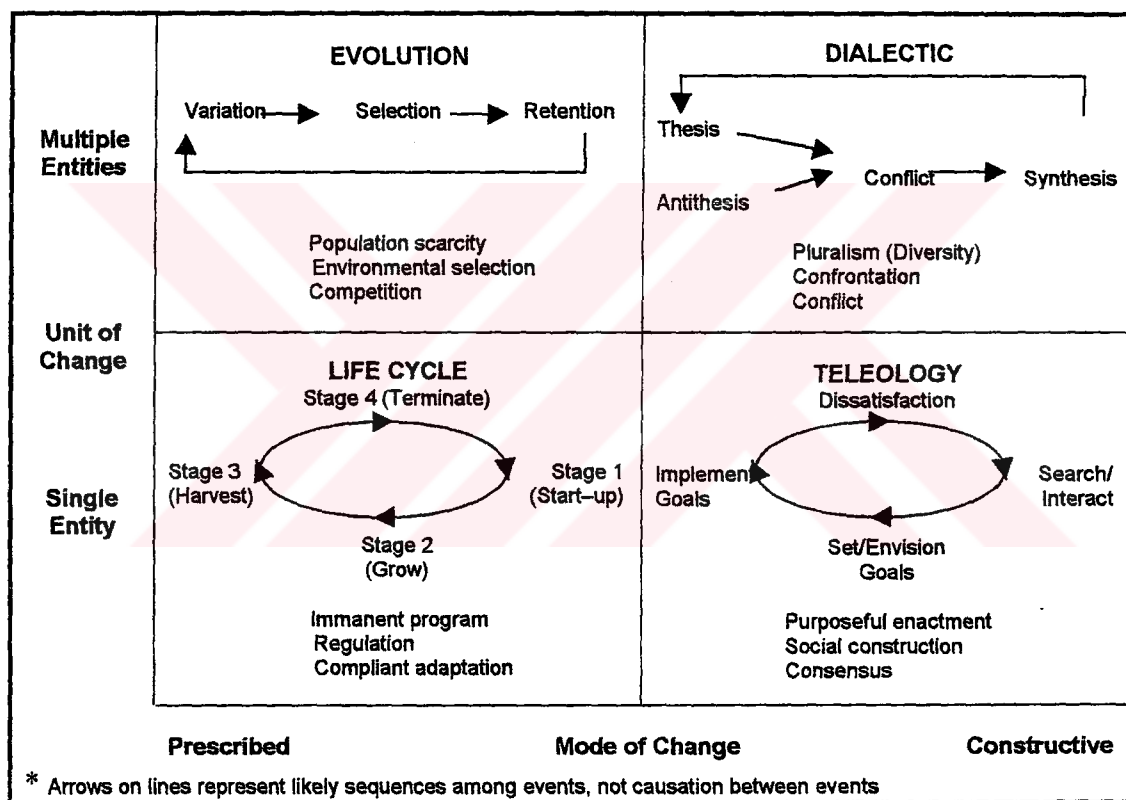 EVOLUTION
Variation Selection Retention
Population scarcity
Environmental selection
Competition
DIALECTIC
Thesis
Antithesis
Conflict Synthesis
Pluralism (Diversity)
Confrontation
Conflict
Multiple
Entities
Unit of
Change
Single
Entity
LIFE CYCLE
Stage 4 (Terminate)
Stage 3
(Harvest)
Stage 1
(Start–up)
Stage 2
(Grow)
Immanent program
Regulation
Compliant adaptation
TELEOLOGY
Dissatisfaction
Implement
Goals
Search/
Interact
Set/Envision
Goals
Purposeful enactment
Social construction
Consensus
Prescribed Mode of Change Constructive
* Arrows on lines represent likely sequences among events, not causation between events